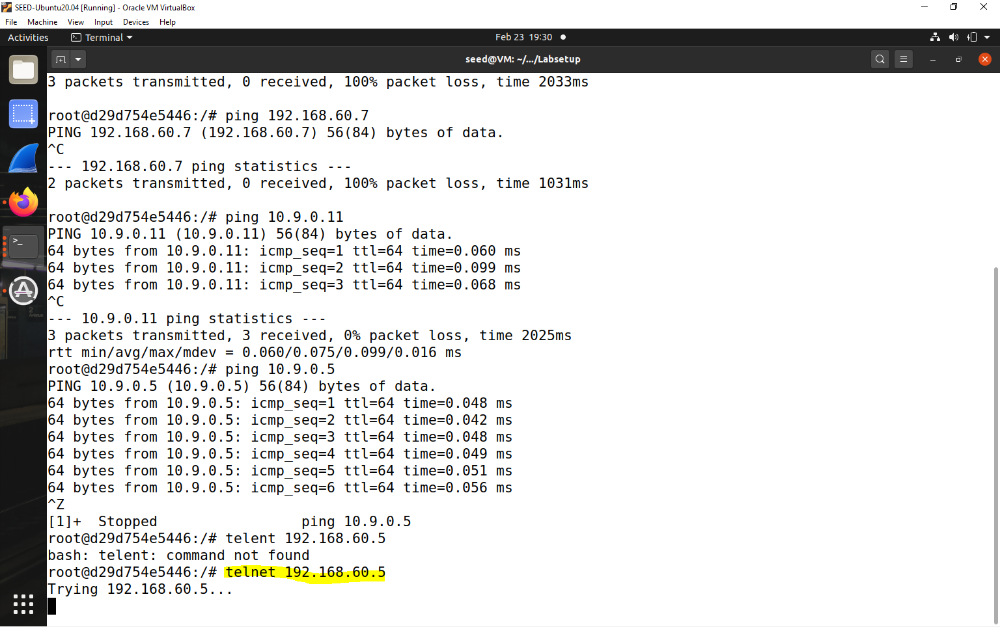 SEED-Ubuntu20.04 [Running] - Oracle VM VirtualBox
File Machine View Input Devices Help
Activities Terminal Feb 23 19:30
seed@VM: ~/.../Labsetup
3 packets transmitted, 0 received, 100% packet loss, time 2033ms
root@d29d754e5446:/# ping 192.168.60.7
PING 192.168.60.7 (192.168.60.7) 56(84) bytes of data.
^C
--- 192.168.60.7 ping statistics ---
2 packets transmitted, 0 received, 100% packet loss, time 1031ms
root@d29d754e5446:/# ping 10.9.0.11
PING 10.9.0.11 (10.9.0.11) 56(84) bytes of data.
64 bytes from 10.9.0.11: icmp_seq=1 ttl=64 time=0.060 ms
64 bytes from 10.9.0.11: icmp_seq=2 ttl=64 time=0.099 ms
64 bytes from 10.9.0.11: icmp_seq=3 ttl=64 time=0.068 ms
^C
--- 10.9.0.11 ping statistics ---
3 packets transmitted, 3 received, 0% packet loss, time 2025ms
rtt min/avg/max/mdev = 0.060/0.075/0.099/0.016 ms
root@d29d754e5446:/# ping 10.9.0.5
PING 10.9.0.5 (10.9.0.5) 56(84) bytes of data.
64 bytes from 10.9.0.5: icmp_seq=1 ttl=64 time=0.048 ms
64 bytes from 10.9.0.5: icmp_seq=2 ttl=64 time=0.042 ms
64 bytes from 10.9.0.5: icmp_seq=3 ttl=64 time=0.048 ms
64 bytes from 10.9.0.5: icmp_seq=4 ttl=64 time=0.049 ms
64 bytes from 10.9.0.5: icmp_seq=5 ttl=64 time=0.051 ms
64 bytes from 10.9.0.5: icmp_seq=6 ttl=64 time=0.056 ms
^Z
[1]+  Stopped                 ping 10.9.0.5
root@d29d754e5446:/# telent 192.168.60.5
bash: telent: command not found
root@d29d754e5446:/# telnet 192.168.60.5
Trying 192.168.60.5...